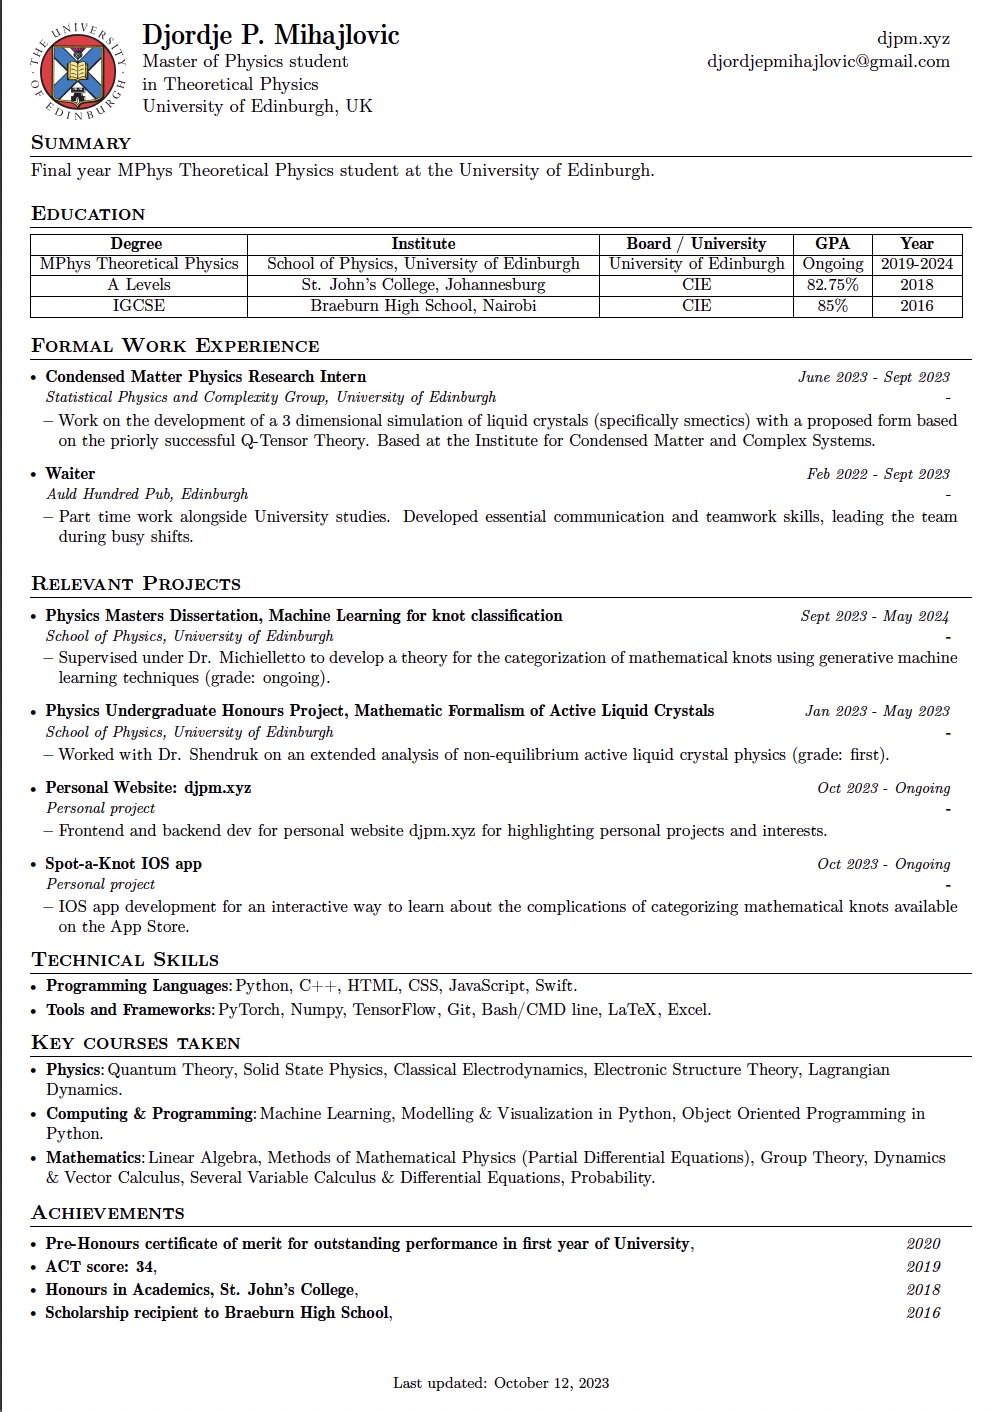 THE UNIVERSITY OF EDINBURGH
Djordje P. Mihajlovic
Master of Physics student
in Theoretical Physics
University of Edinburgh, UK
djpm.xyz
djordjepmihajlovic@gmail.com
SUMMARY
Final year MPhys Theoretical Physics student at the University of Edinburgh.
EDUCATION
Degree Institute Board / University GPA Year
MPhys Theoretical Physics School of Physics, University of Edinburgh University of Edinburgh Ongoing 2019-2024
A Levels St. John's College, Johannesburg CIE 82.75% 2018
IGCSE Braeburn High School, Nairobi CIE 85% 2016
FORMAL WORK EXPERIENCE
• Condensed Matter Physics Research Intern June 2023 - Sept 2023
Statistical Physics and Complexity Group, University of Edinburgh -
– Work on the development of a 3 dimensional simulation of liquid crystals (specifically smectics) with a proposed form based
on the priorly successful Q-Tensor Theory. Based at the Institute for Condensed Matter and Complex Systems.
• Waiter Feb 2022 - Sept 2023
Auld Hundred Pub, Edinburgh -
– Part time work alongside University studies. Developed essential communication and teamwork skills, leading the team
during busy shifts.
RELEVANT PROJECTS
• Physics Masters Dissertation, Machine Learning for knot classification Sept 2023 - May 2024
School of Physics, University of Edinburgh -
– Supervised under Dr. Michielletto to develop a theory for the categorization of mathematical knots using generative machine
learning techniques (grade: ongoing).
• Physics Undergraduate Honours Project, Mathematic Formalism of Active Liquid Crystals Jan 2023 - May 2023
School of Physics, University of Edinburgh -
– Worked with Dr. Shendruk on an extended analysis of non-equilibrium active liquid crystal physics (grade: first).
• Personal Website: djpm.xyz Oct 2023 - Ongoing
Personal project -
– Frontend and backend dev for personal website djpm.xyz for highlighting personal projects and interests.
• Spot-a-Knot IOS app Oct 2023 - Ongoing
Personal project -
– IOS app development for an interactive way to learn about the complications of categorizing mathematical knots available
on the App Store.
TECHNICAL SKILLS
• Programming Languages: Python, C++, HTML, CSS, JavaScript, Swift.
• Tools and Frameworks: PyTorch, Numpy, TensorFlow, Git, Bash/CMD line, LaTeX, Excel.
KEY COURSES TAKEN
• Physics: Quantum Theory, Solid State Physics, Classical Electrodynamics, Electronic Structure Theory, Lagrangian
Dynamics.
• Computing & Programming: Machine Learning, Modelling & Visualization in Python, Object Oriented Programming in
Python.
• Mathematics: Linear Algebra, Methods of Mathematical Physics (Partial Differential Equations), Group Theory, Dynamics
& Vector Calculus, Several Variable Calculus & Differential Equations, Probability.
ACHIEVEMENTS
• Pre-Honours certificate of merit for outstanding performance in first year of University, 2020
• ACT score: 34, 2019
• Honours in Academics, St. John's College, 2018
• Scholarship recipient to Braeburn High School, 2016
Last updated: October 12, 2023